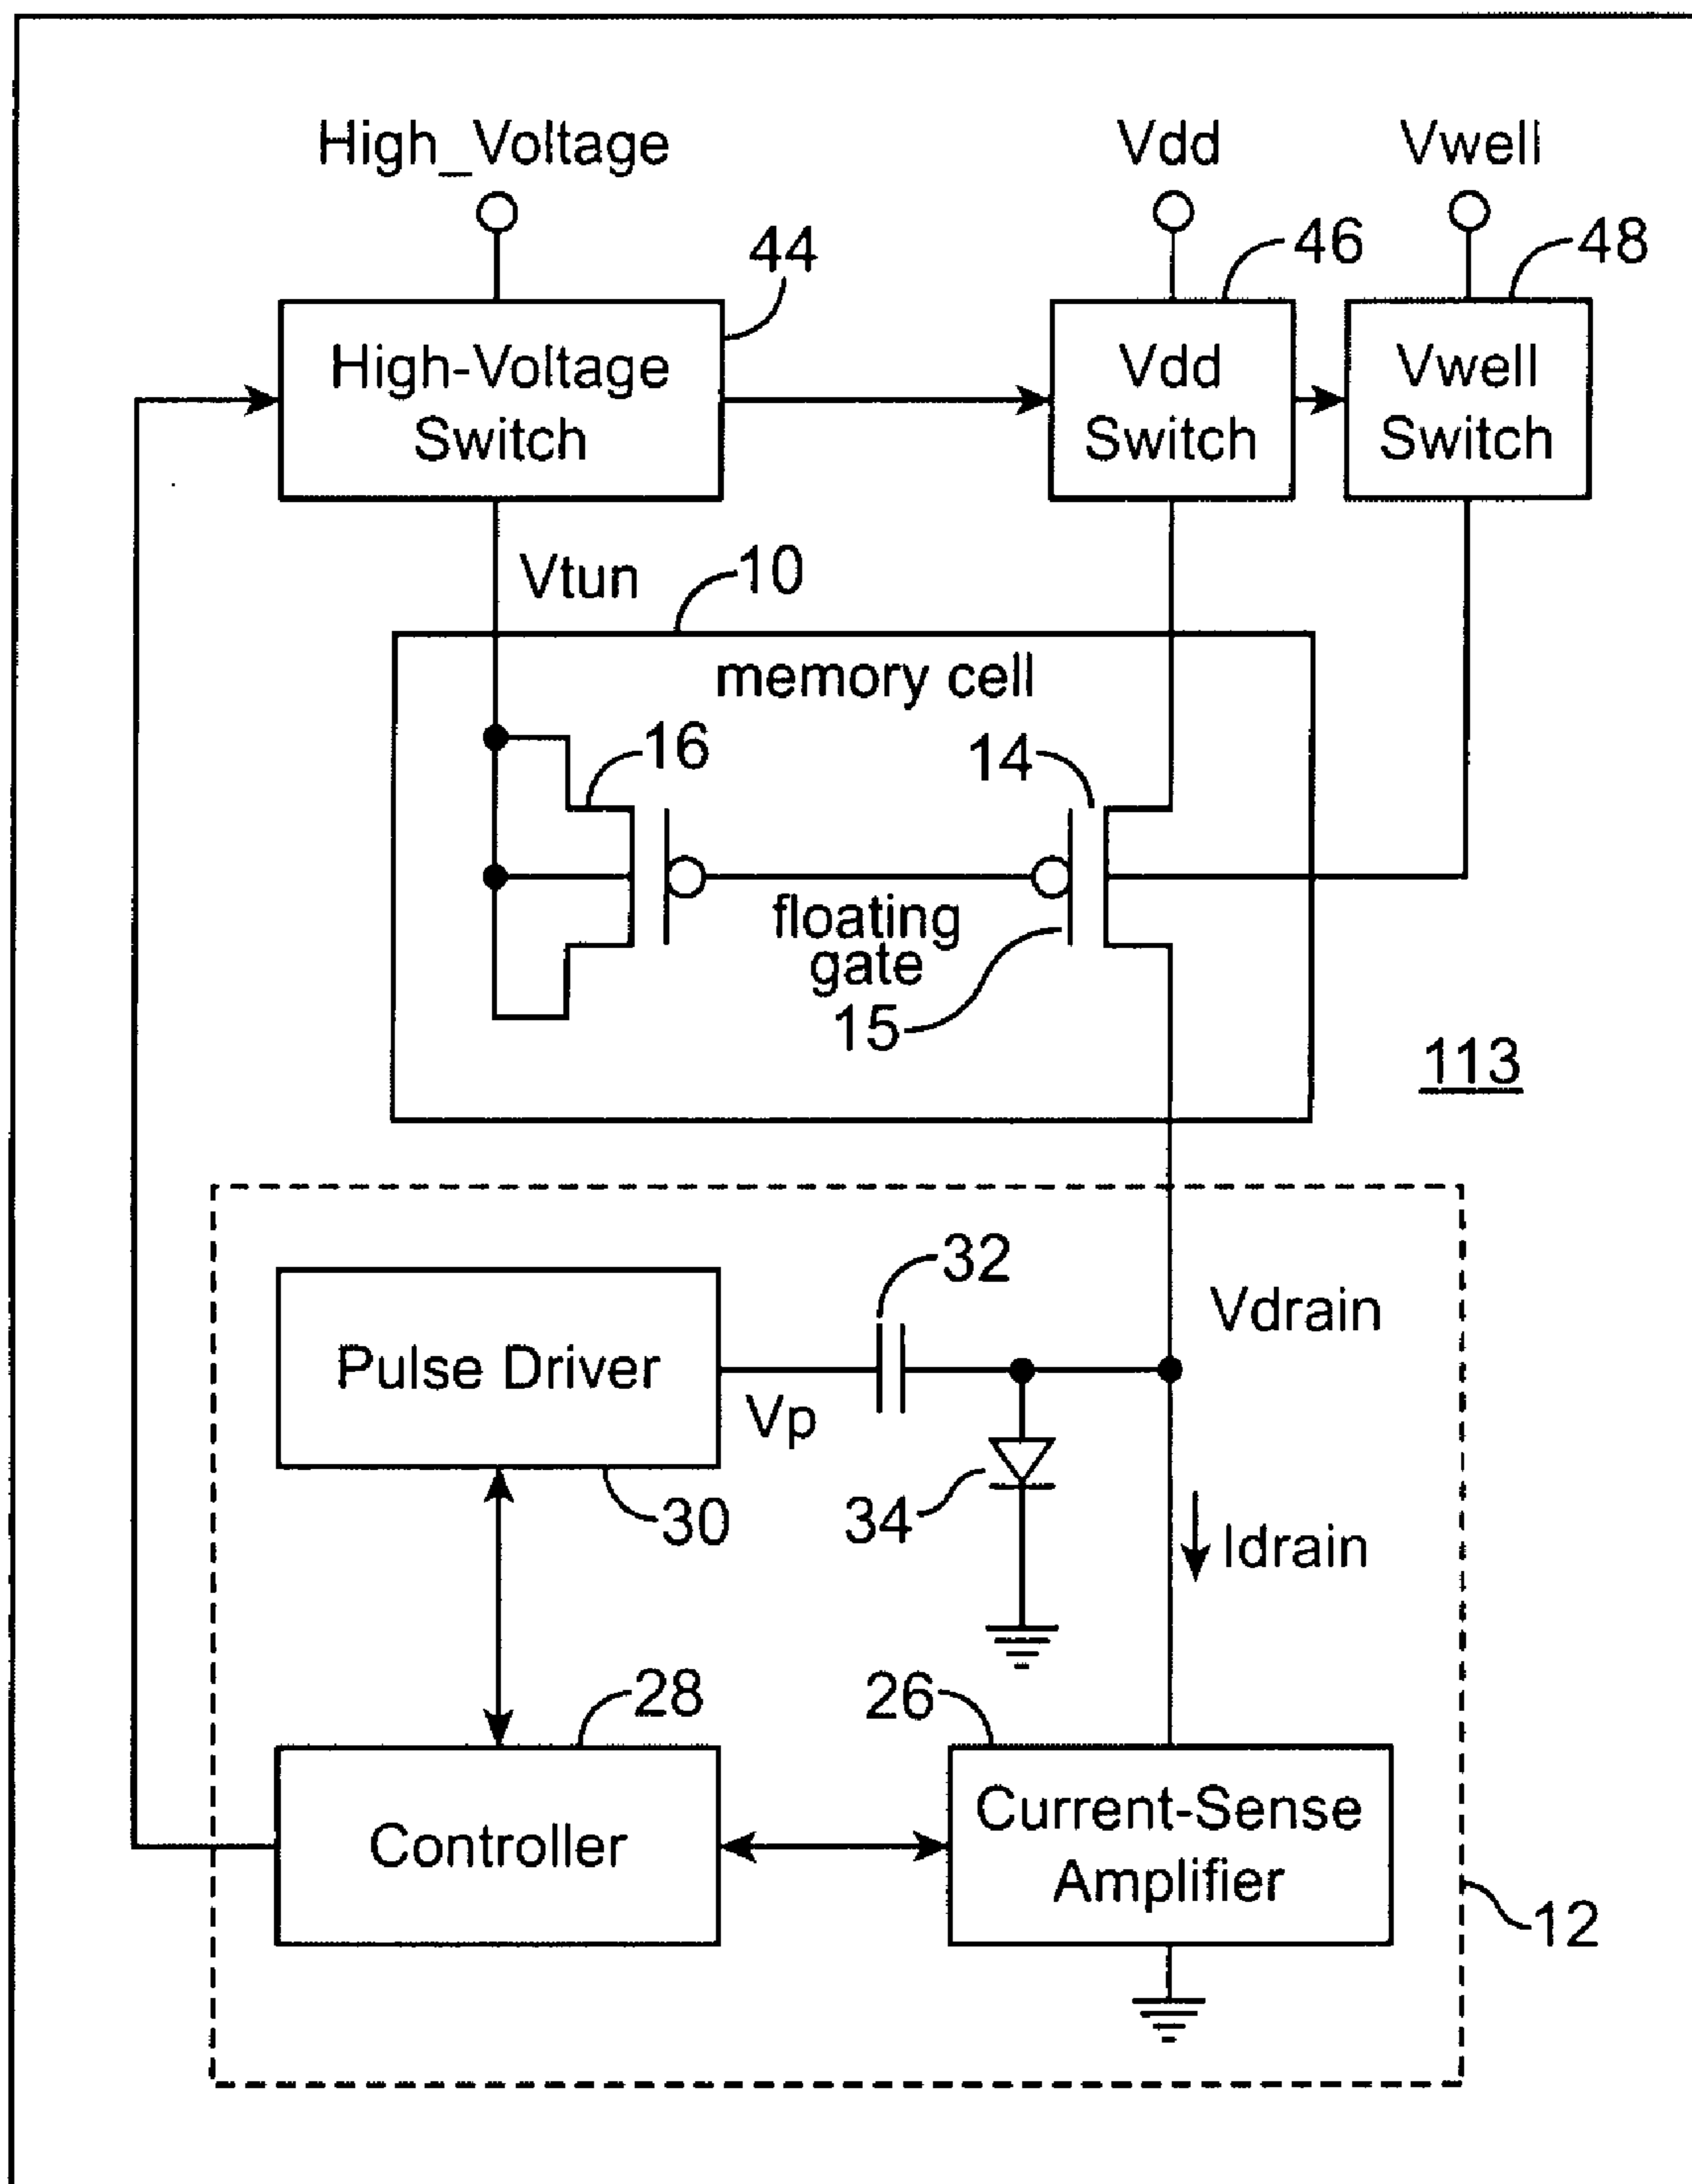 High_Voltage
Vdd
Vwell
44
46
48
High-Voltage
Switch
Vdd
Switch
Vwell
Switch
Vtun
10
memory cell
16
14
floating
gate
15
113
32
Vdrain
Pulse Driver
Vp
34
30
Idrain
28
26
Controller
Current-Sense
Amplifier
12